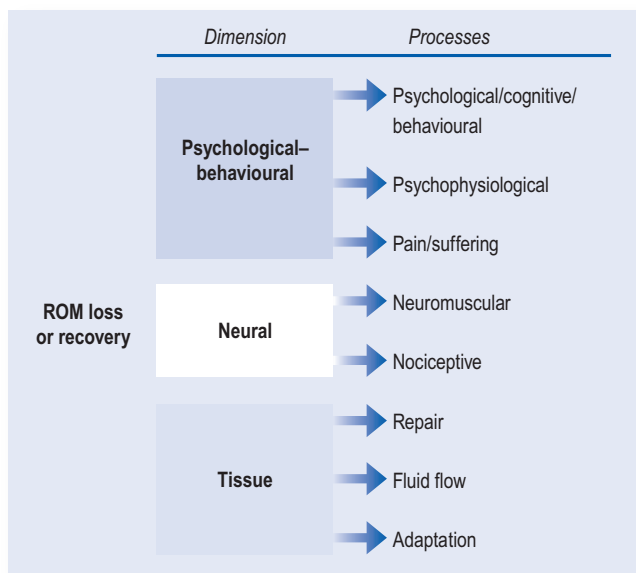 Dimension Processes
Psychological–
behavioural
Psychological/cognitive/
behavioural
Psychophysiological
Pain/suffering
ROM loss
or recovery
Neural
Neuromuscular
Nociceptive
Tissue
Repair
Fluid flow
Adaptation